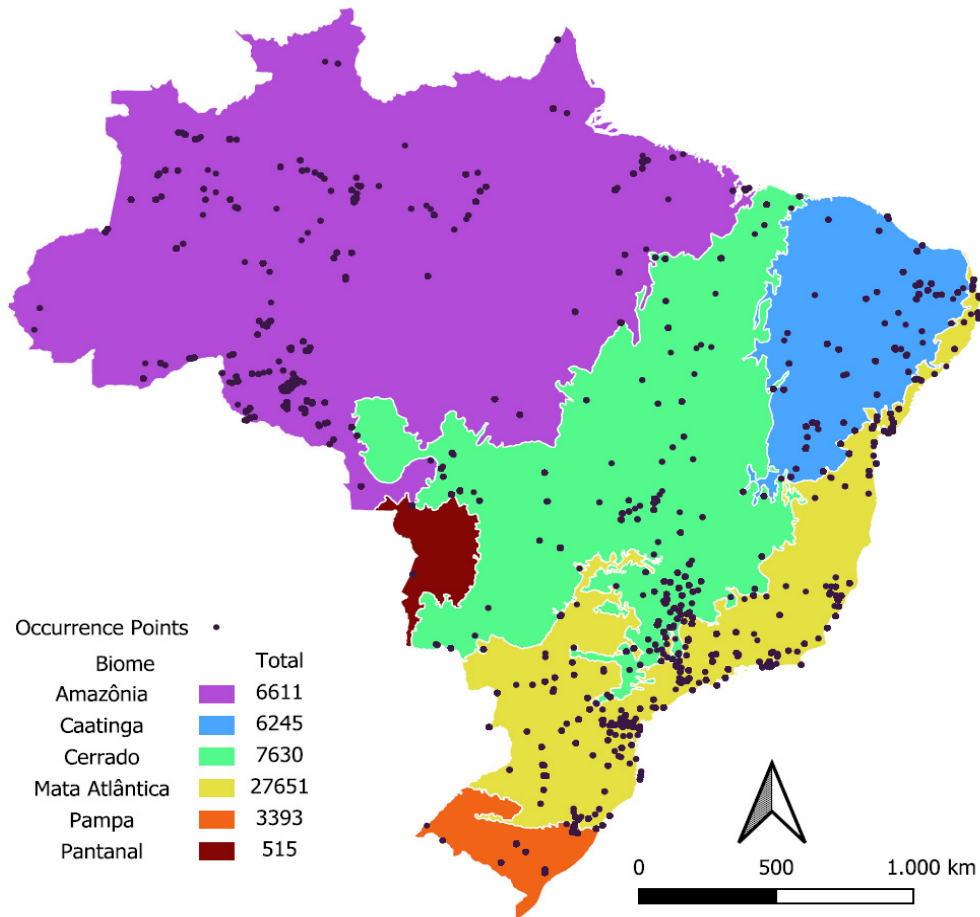 Occurrence Points
Biome Total
Amazônia 6611
Caatinga 6245
Cerrado 7630
Mata Atlântica 27651
Pampa 3393
Pantanal 515
0 500 1.000 km